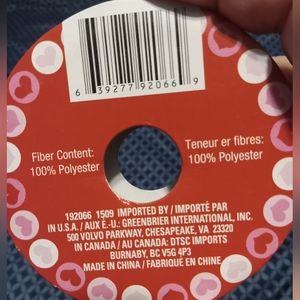 6 39277 92066 9
Fiber Content:
100% Polyester
Teneur er fibres:
100% Polyester
192066 1509 IMPORTED BY / IMPORTÉ PAR
IN U.S.A. / AUX É.-U.: GREENBRIER INTERNATIONAL, INC.
500 VOLVO PARKWAY, CHESAPEAKE, VA 23320
IN CANADA / AU CANADA: DTSC IMPORTS
BURNABY, BC V5G 4P3
MADE IN CHINA / FABRIQUÉ EN CHINE